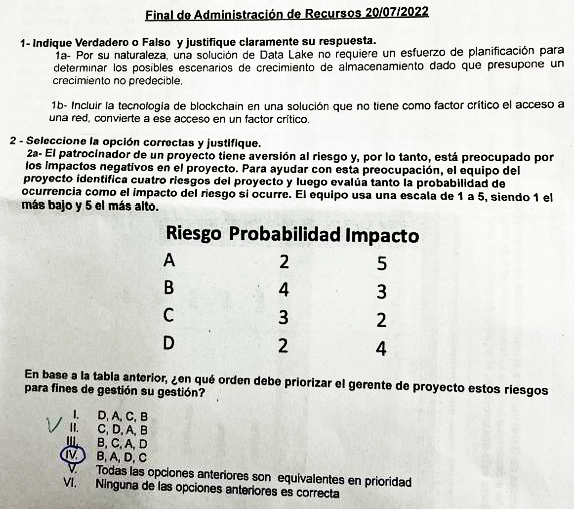 Final de Administración de Recursos 20/07/2022
1- Indique Verdadero o Falso y justifique claramente su respuesta.
1a- Por su naturaleza, una solución de Data Lake no requiere un esfuerzo de planificación para
determinar los posibles escenarios de crecimiento de almacenamiento dado que presupone un
crecimiento no predecible.
1b- Incluir la tecnología de blockchain en una solución que no tiene como factor crítico el acceso a
una red, convierte a ese acceso en un factor crítico.
2 - Seleccione la opción correctas y justifique.
2a- El patrocinador de un proyecto tiene aversión al riesgo y, por lo tanto, está preocupado por
los impactos negativos en el proyecto. Para ayudar con esta preocupación, el equipo del
proyecto identifica cuatro riesgos del proyecto y luego evalúa tanto la probabilidad de
ocurrencia como el impacto del riesgo si ocurre. El equipo usa una escala de 1 a 5, siendo 1 el
más bajo y 5 el más alto.
Riesgo Probabilidad Impacto
A 2 5
B 4 3
C 3 2
D 2 4
En base a la tabla anterior, ¿en qué orden debe priorizar el gerente de proyecto estos riesgos
para fines de gestión su gestión?
I. D, A, C, B
II. C, D, A, B
III. B, C, A, D
IV. B, A, D, C
V. Todas las opciones anteriores son equivalentes en prioridad
VI. Ninguna de las opciones anteriores es correcta